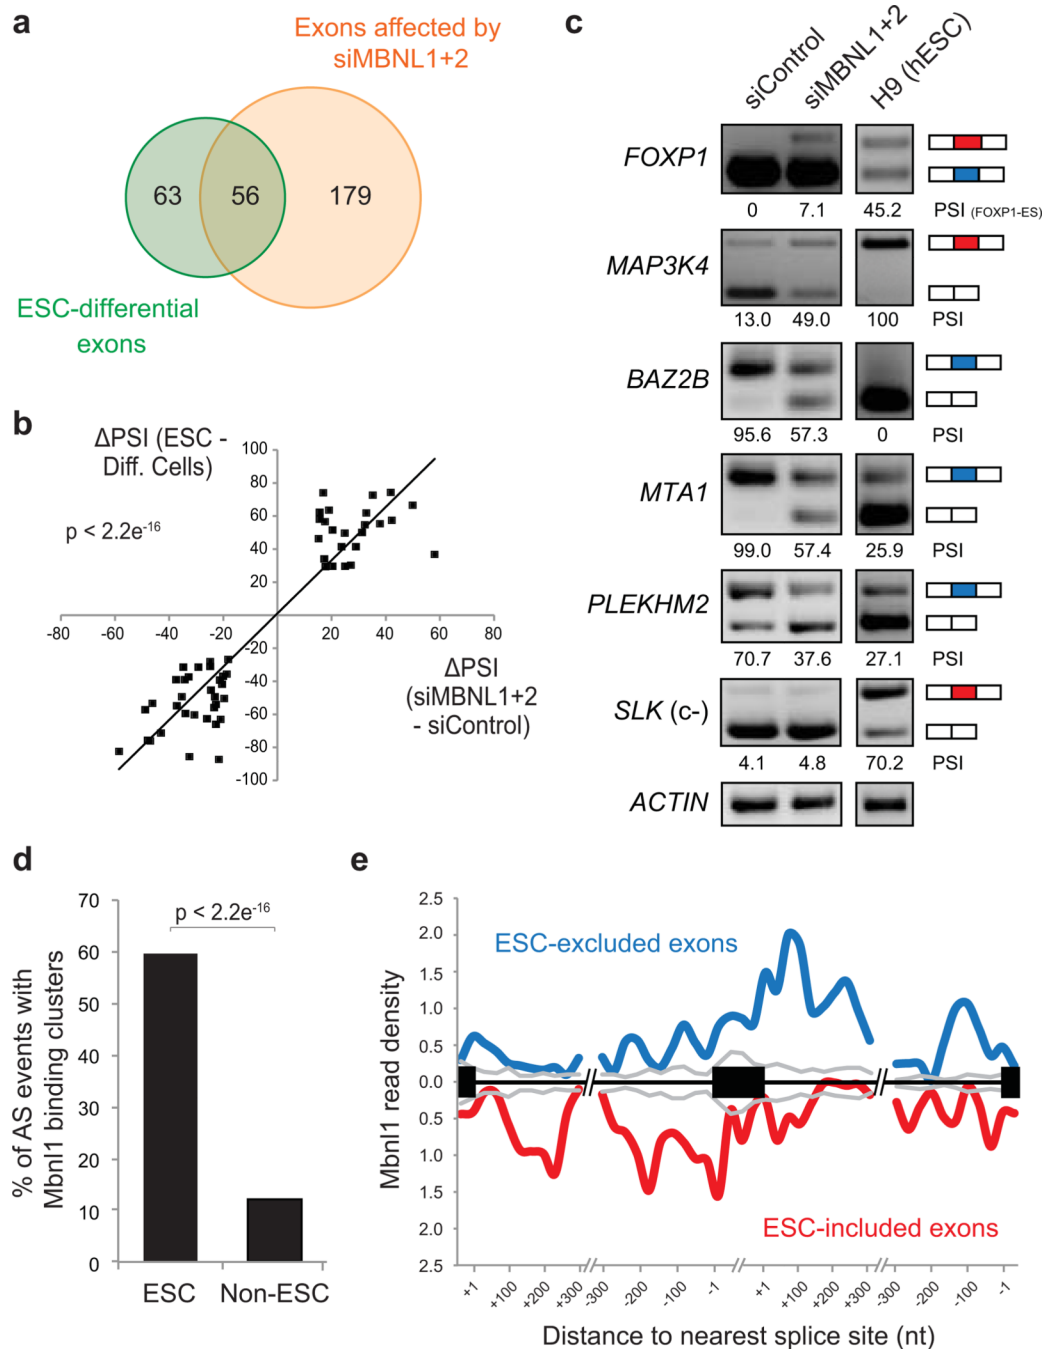 a
Exons affected by
siMBNL1+2
63
56
179
ESC-differential
exons
b
ΔPSI (ESC -
Diff. Cells)
p < 2.2e-16
100
80
60
40
20
-80
-60
-40
-20
20
40
60
80
-20
-40
-60
-80
-100
ΔPSI
(siMBNL1+2
- siControl)
c
siControl
siMBNL1+2
H9 (hESC)
FOXP1
0 7.1 45.2 PSI (FOXP1-ES)
MAP3K4
13.0 49.0 100 PSI
BAZ2B
95.6 57.3 0 PSI
MTA1
99.0 57.4 25.9 PSI
PLEKHM2
70.7 37.6 27.1 PSI
SLK (c-)
4.1 4.8 70.2 PSI
ACTIN
d
% of AS events with
Mbnl1 binding clusters
70
60
50
40
30
20
10
0
p < 2.2e-16
ESC Non-ESC
e
Mbnl1 read density
2.5
2.0
1.5
1.0
0.5
0.0
0.5
1.0
1.5
2.0
2.5
ESC-excluded exons
ESC-included exons
+1 +100 +200 +300 -300 -200 -100 -1 +1 +100 +200 +300 -300 -200 -100 -1
Distance to nearest splice site (nt)